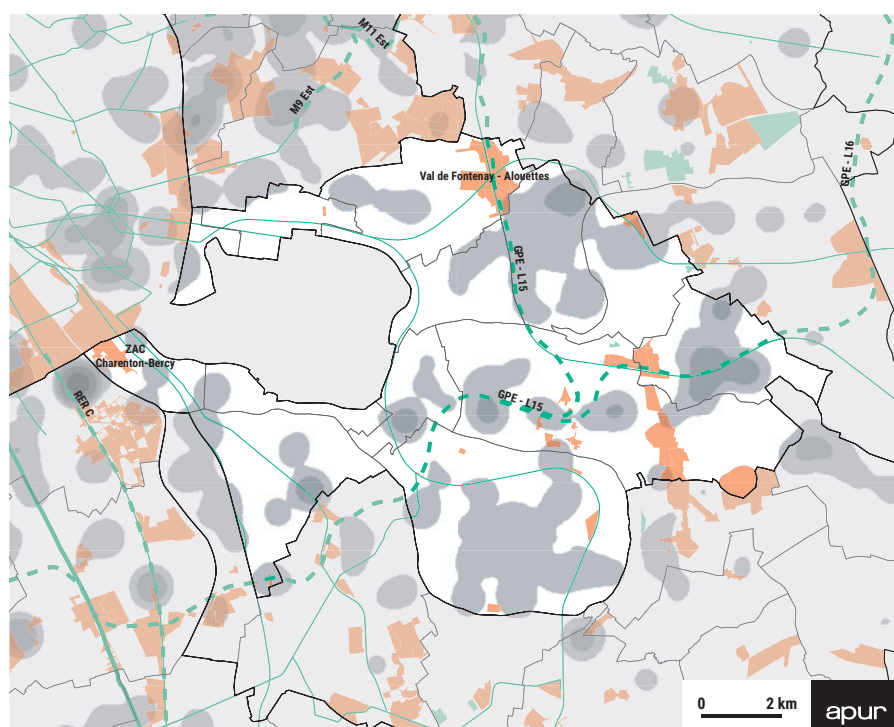 M11 Est
M9 Est
Val de Fontenay - Alouettes
GPE - L16
GPE - L15
ZAC
Charenton-Bercy
RER C
GPE - L15
0 2 km
apur